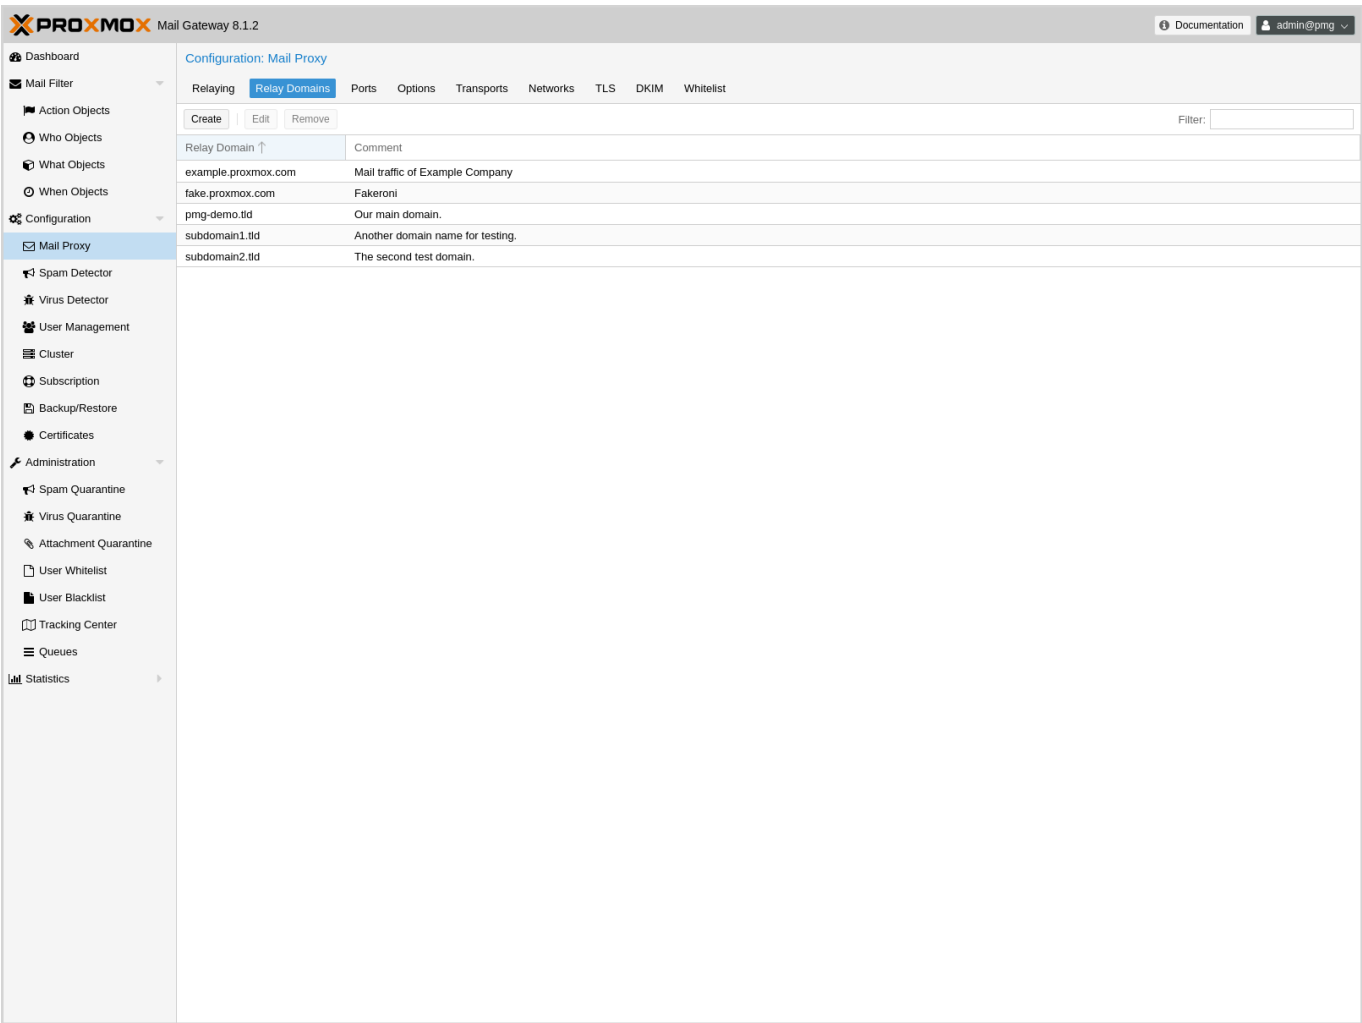 PROXMOX Mail Gateway 8.1.2 Documentation admin@pmg
Dashboard
Mail Filter
Action Objects
Who Objects
What Objects
When Objects
Configuration
Mail Proxy
Spam Detector
Virus Detector
User Management
Cluster
Subscription
Backup/Restore
Certificates
Administration
Spam Quarantine
Virus Quarantine
Attachment Quarantine
User Whitelist
User Blacklist
Tracking Center
Queues
Statistics
Configuration: Mail Proxy
Relaying Relay Domains Ports Options Transports Networks TLS DKIM Whitelist
Create Edit Remove Filter:
Relay Domain Comment
example.proxmox.com Mail traffic of Example Company
fake.proxmox.com Fakeroni
pmg-demo.tld Our main domain.
subdomain1.tld Another domain name for testing.
subdomain2.tld The second test domain.